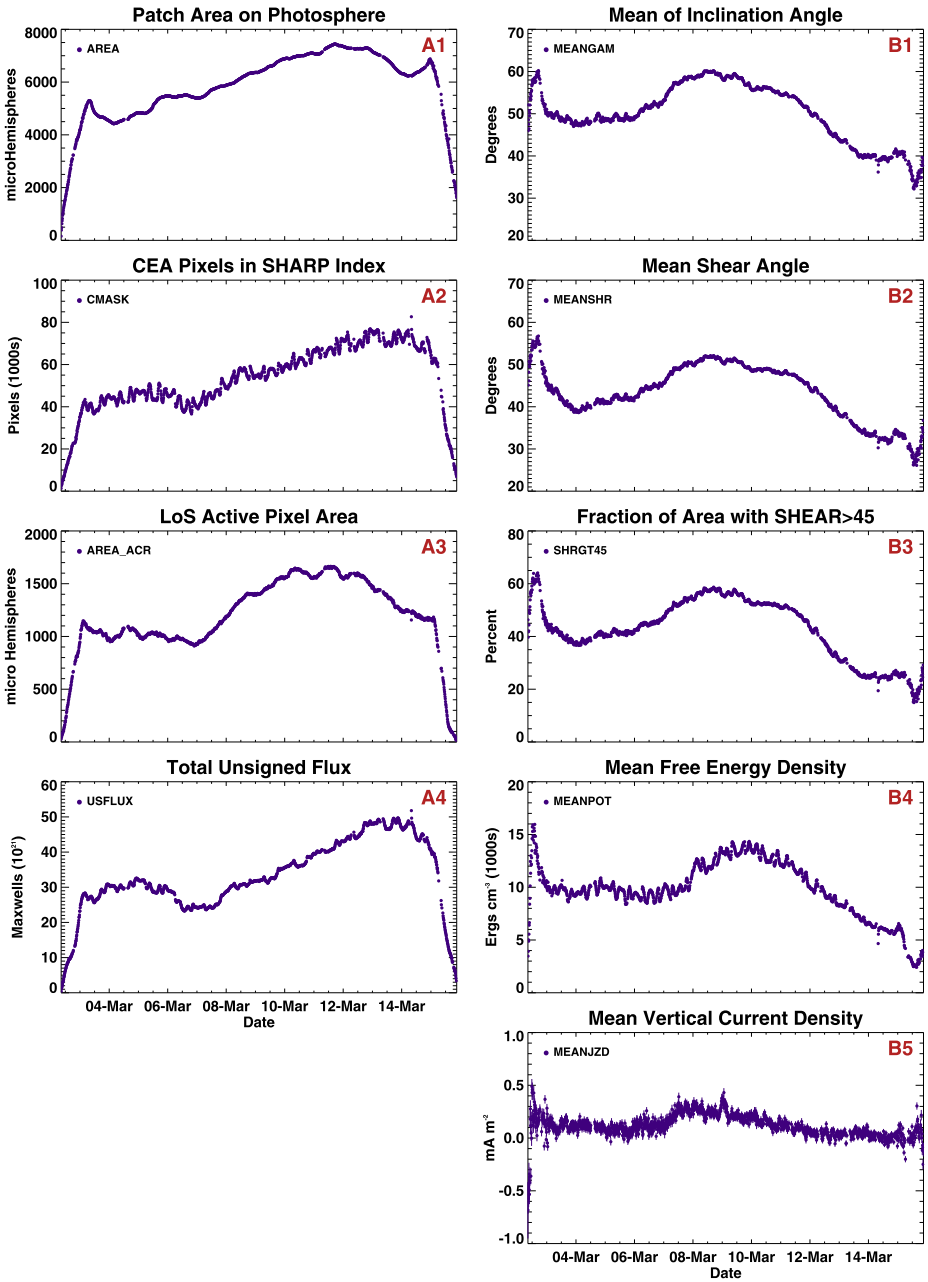 Patch Area on Photosphere
AREA
A1
microHemispheres
8000
6000
4000
2000
0
CEA Pixels in SHARP Index
CMASK
A2
Pixels (1000s)
100
80
60
40
20
0
LoS Active Pixel Area
AREA_ACR
A3
micro Hemispheres
2000
1500
1000
500
0
Total Unsigned Flux
USFLUX
A4
Maxwells (10²¹)
60
50
40
30
20
10
0
04-Mar 06-Mar 08-Mar 10-Mar 12-Mar 14-Mar
Date
Mean of Inclination Angle
MEANGAM
B1
Degrees
70
60
50
40
30
20
Mean Shear Angle
MEANSHR
B2
Degrees
70
60
50
40
30
20
Fraction of Area with SHEAR>45
SHRGT45
B3
Percent
80
60
40
20
0
Mean Free Energy Density
MEANPOT
B4
Ergs cm⁻³ (1000s)
20
15
10
5
0
Mean Vertical Current Density
MEANJZD
B5
mA m⁻²
1.0
0.5
0.0
-0.5
-1.0
04-Mar 06-Mar 08-Mar 10-Mar 12-Mar 14-Mar
Date